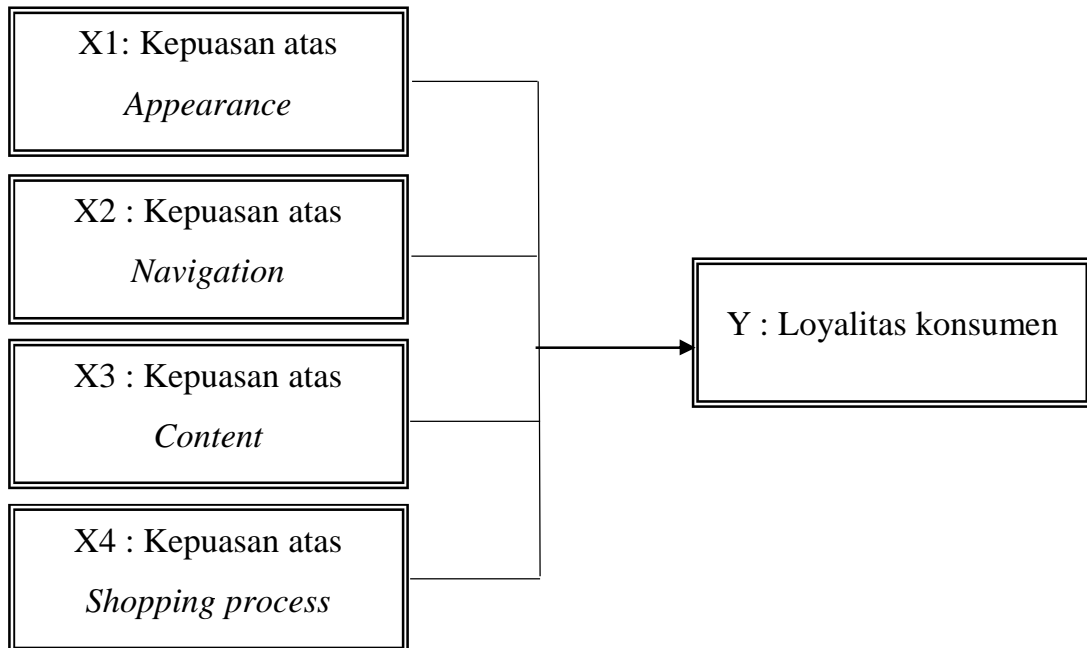 X1: Kepuasan atas
Appearance
X2 : Kepuasan atas
Navigation
X3 : Kepuasan atas
Content
X4 : Kepuasan atas
Shopping process
Y : Loyalitas konsumen